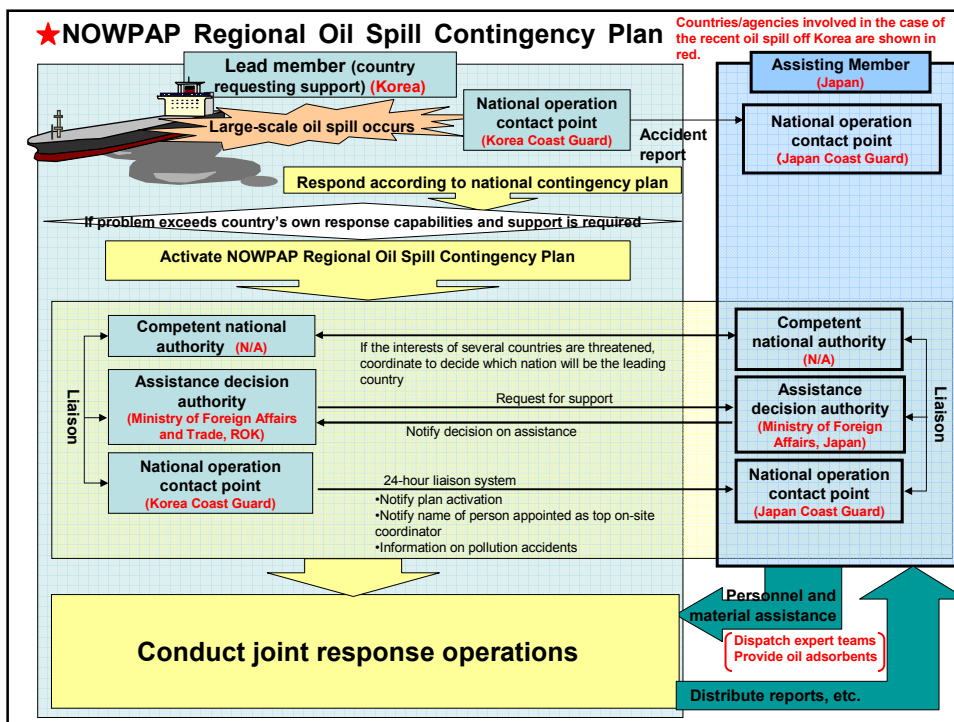 ★NOWPAP Regional Oil Spill Contingency Plan
Countries/agencies involved in the case of
the recent oil spill off Korea are shown in
red.
Lead member (country
requesting support) (Korea)
Large-scale oil spill occurs
National operation
contact point
(Korea Coast Guard)
Accident
report
Assisting Member
(Japan)
National operation
contact point
(Japan Coast Guard)
Respond according to national contingency plan
If problem exceeds country's own response capabilities and support is required
Activate NOWPAP Regional Oil Spill Contingency Plan
Liaison
Competent national
authority (N/A)
If the interests of several countries are threatened,
coordinate to decide which nation will be the leading
country
Competent
national authority
(N/A)
Assistance decision
authority
(Ministry of Foreign Affairs
and Trade, ROK)
Request for support
Notify decision on assistance
Assistance
decision authority
(Ministry of Foreign
Affairs, Japan)
Liaison
National operation
contact point
(Korea Coast Guard)
24-hour liaison system
•Notify plan activation
•Notify name of person appointed as top on-site
coordinator
•Information on pollution accidents
National operation
contact point
(Japan Coast Guard)
Conduct joint response operations
Personnel and
material assistance
Dispatch expert teams
Provide oil adsorbents
Distribute reports, etc.